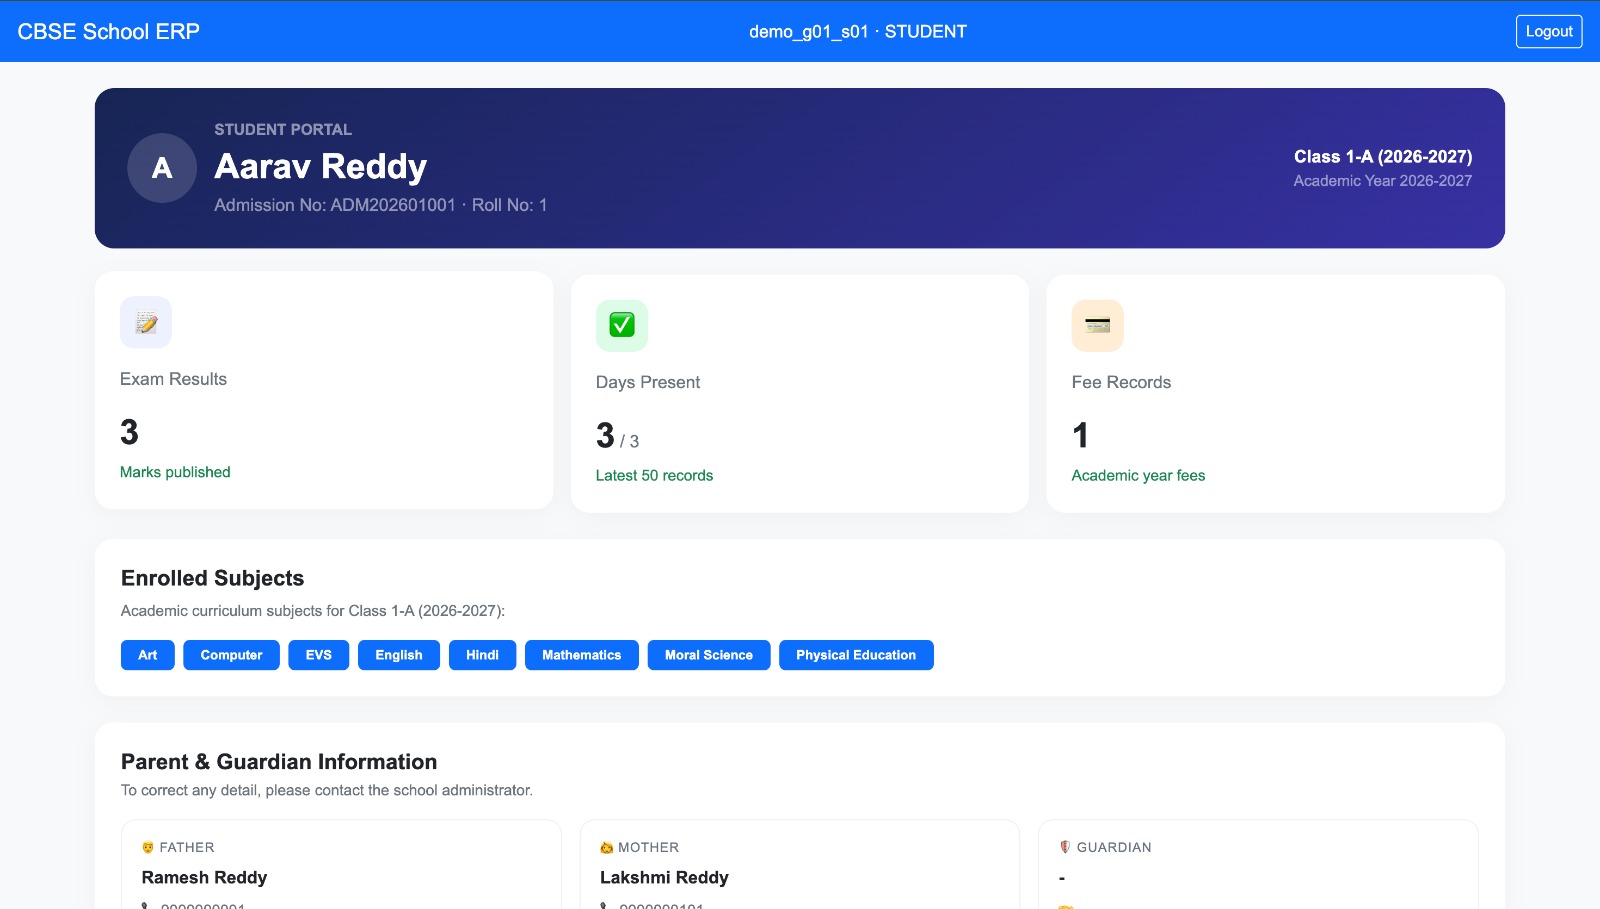 CBSE School ERP
demo_g01_s01 · STUDENT
Logout
STUDENT PORTAL
A
Aarav Reddy
Admission No: ADM202601001 · Roll No: 1
Class 1-A (2026-2027)
Academic Year 2026-2027
Exam Results
3
Marks published
Days Present
3 / 3
Latest 50 records
Fee Records
1
Academic year fees
Enrolled Subjects
Academic curriculum subjects for Class 1-A (2026-2027):
Art
Computer
EVS
English
Hindi
Mathematics
Moral Science
Physical Education
Parent & Guardian Information
To correct any detail, please contact the school administrator.
FATHER
Ramesh Reddy
MOTHER
Lakshmi Reddy
GUARDIAN
-